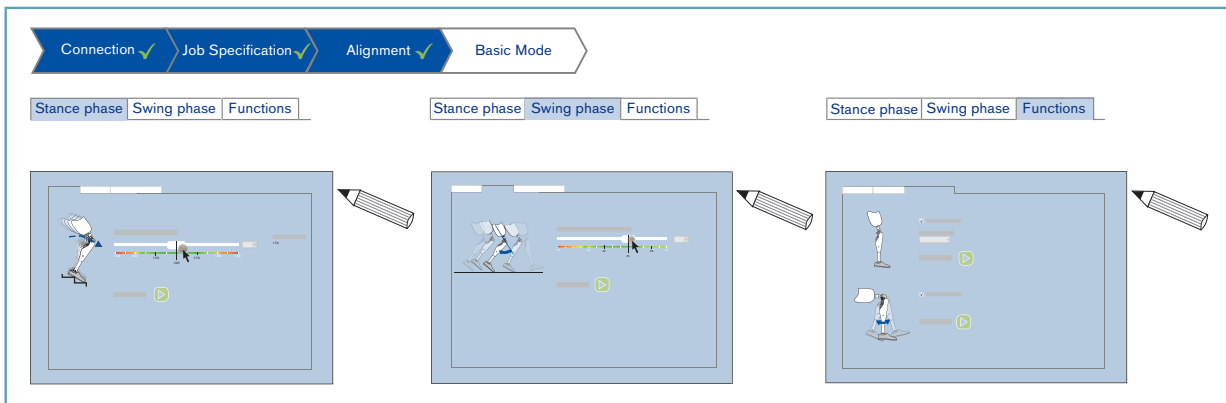 Connection Job Specification Alignment Basic Mode
Stance phase Swing phase Functions
Stance phase Swing phase Functions
Stance phase Swing phase Functions